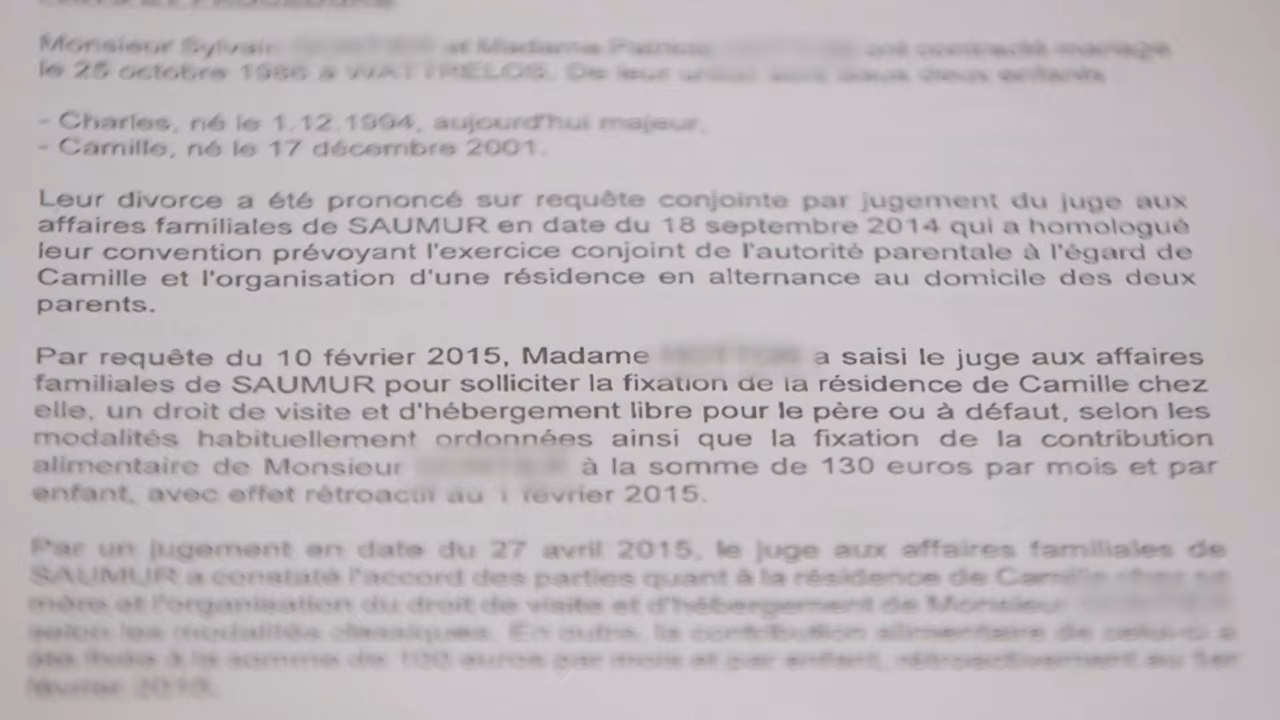 Monsieur Sylvain et Madame Patricia ont contracté mariage
le 25 octobre 1986 à WATTRELOS. De leur union sont issus deux enfants
- Charles, né le 1.12.1994, aujourd'hui majeur,
- Camille, né le 17 décembre 2001.
Leur divorce a été prononcé sur requête conjointe par jugement du juge aux
affaires familiales de SAUMUR en date du 18 septembre 2014 qui a homologué
leur convention prévoyant l'exercice conjoint de l'autorité parentale à l'égard de
Camille et l'organisation d'une résidence en alternance au domicile des deux
parents.
Par requête du 10 février 2015, Madame a saisi le juge aux affaires
familiales de SAUMUR pour solliciter la fixation de la résidence de Camille chez
elle, un droit de visite et d'hébergement libre pour le père ou à défaut, selon les
modalités habituellement ordonnées ainsi que la fixation de la contribution
alimentaire de Monsieur à la somme de 130 euros par mois et par
enfant, avec effet rétroactif au 1 février 2015.
Par un jugement en date du 27 avril 2015, le juge aux affaires familiales de
SAUMUR a constaté l'accord des parties quant à la résidence de Camille chez sa
mère et l'organisation du droit de visite et d'hébergement de Monsieur
selon les modalités classiques. En outre, la contribution alimentaire de celui-ci a
été fixée à la somme de 100 euros par mois et par enfant, rétroactivement au 1er
février 2015.